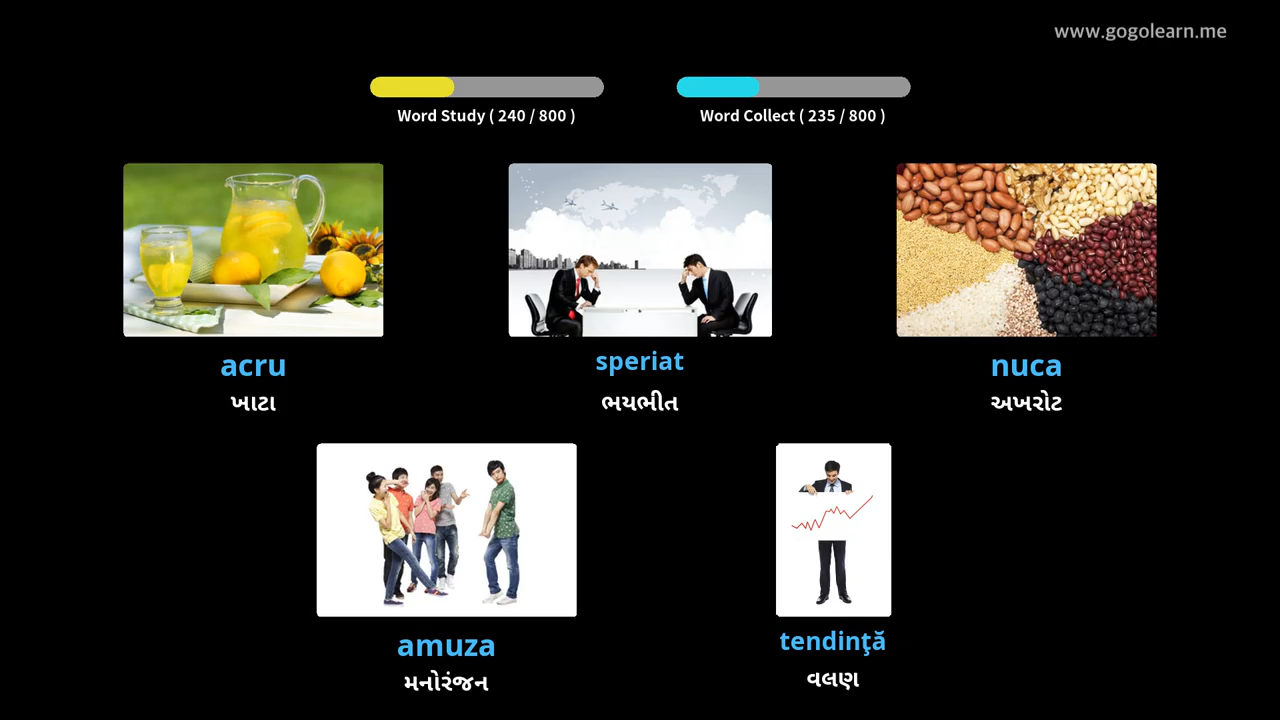 www.gogolearn.me
Word Study ( 240 / 800 )
Word Collect ( 235 / 800 )
acru
ખાટા
speriat
ભયભીત
nuca
અખરોટ
amuza
મનોરંજન
tendinţă
વલણ